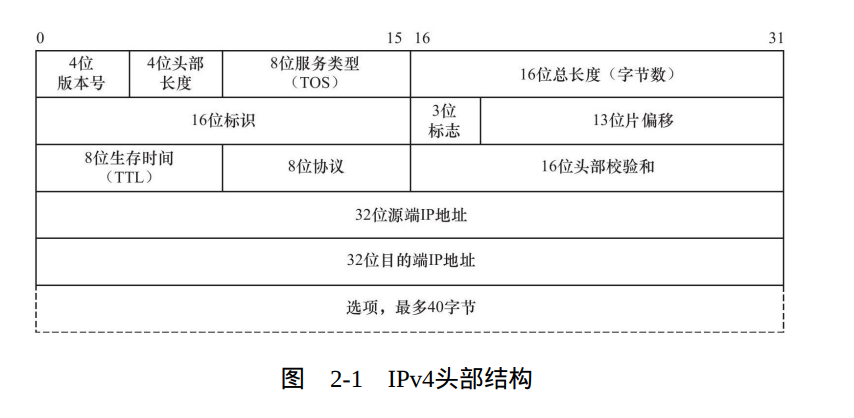 0 15 16 31
4位
版本号
4位头部
长度
8位服务类型
（TOS）
16位总长度（字节数）
16位标识
3位
标志
13位片偏移
8位生存时间
（TTL）
8位协议
16位头部校验和
32位源端IP地址
32位目的端IP地址
选项，最多40字节
图 2-1 IPv4头部结构